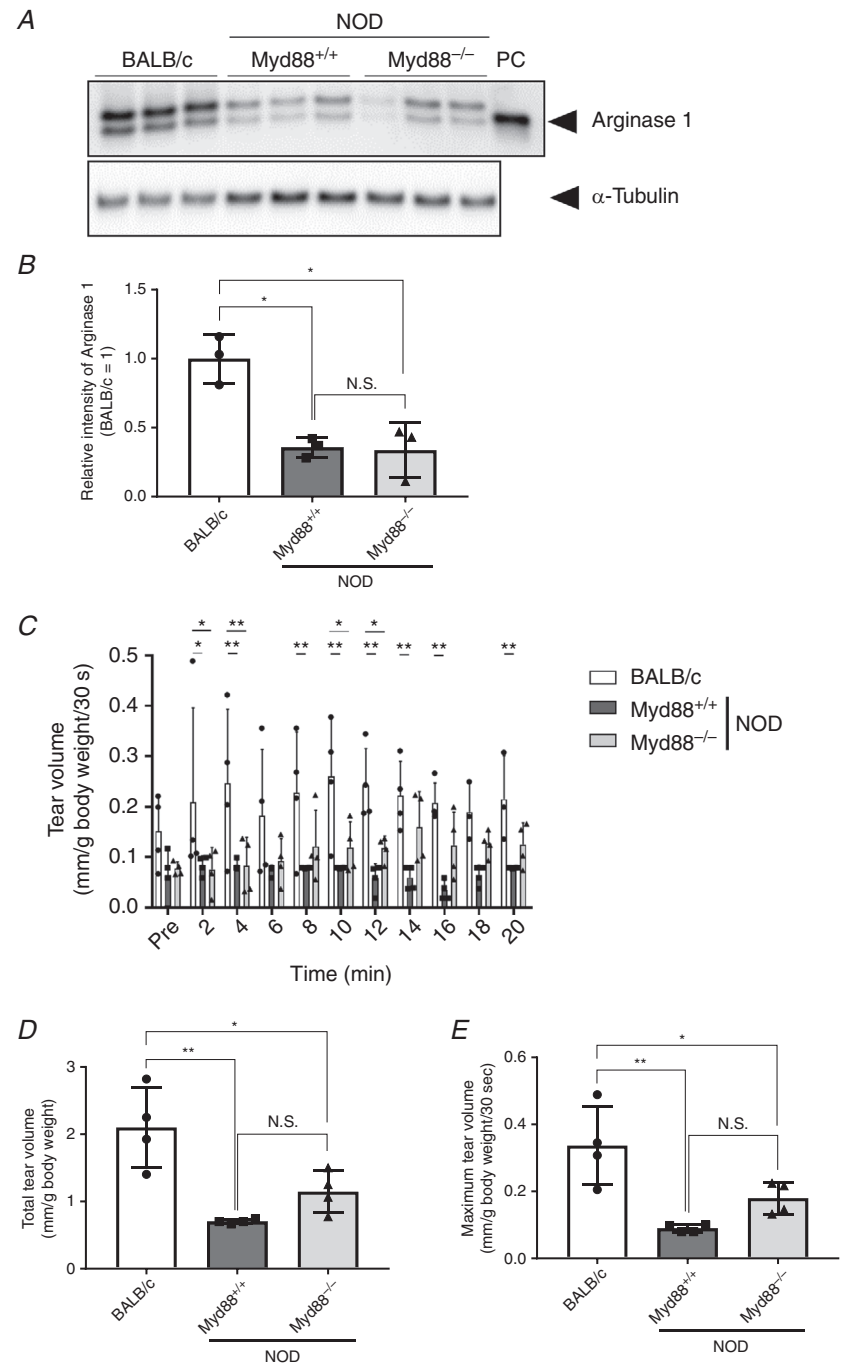 A
NOD
BALB/c Myd88+/+ Myd88−/− PC
Arginase 1
α-Tubulin
B
*
*
N.S.
Relative intensity of Arginase 1
(BALB/c = 1)
1.5
1.0
0.5
0.0
BALB/c Myd88+/+ Myd88−/−
NOD
C
* ** * *
* ** ** ** ** ** ** **
Tear volume
(mm/g body weight/30 s)
0.5
0.4
0.3
0.2
0.1
0.0
Pre 2 4 6 8 10 12 14 16 18 20
Time (min)
BALB/c
Myd88+/+
Myd88−/−
NOD
D
*
**
N.S.
Total tear volume
(mm/g body weight)
3
2
1
0
BALB/c Myd88+/+ Myd88−/−
NOD
E
*
**
N.S.
Maximum tear volume
(mm/g body weight/30 sec)
0.6
0.4
0.2
0.0
BALB/c Myd88+/+ Myd88−/−
NOD